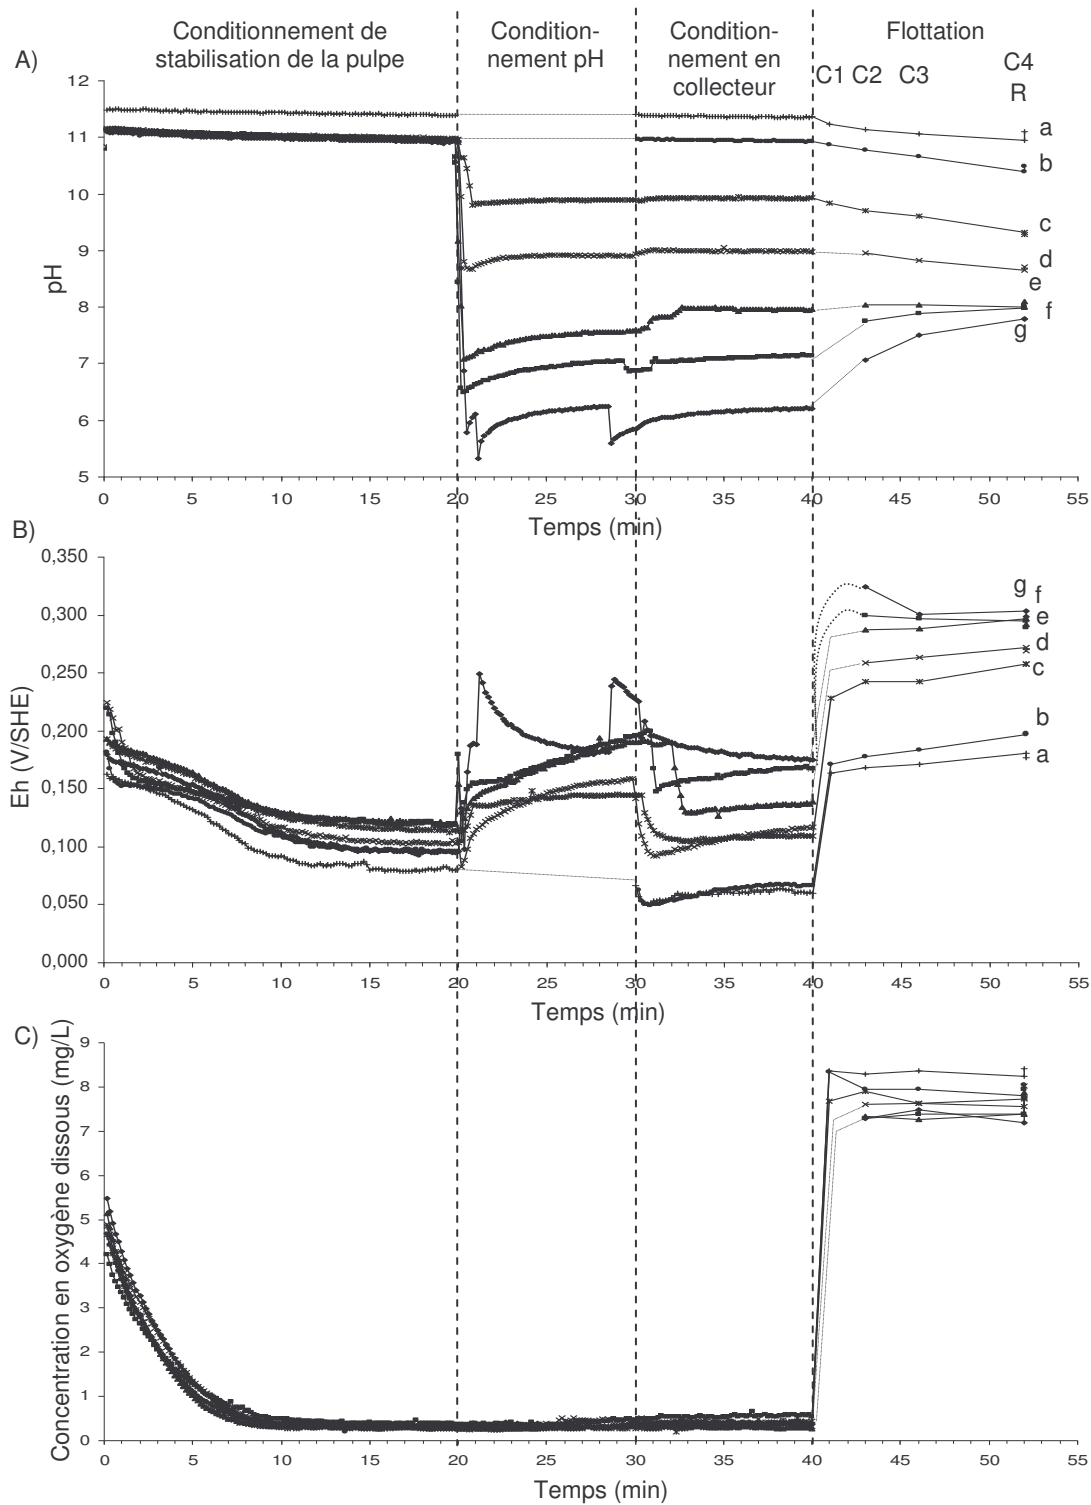 Conditionnement de
stabilisation de la pulpe
Condition-
nement pH
Condition-
nement en
collecteur
Flottation
C1 C2 C3
C4
R
A)
12
11
10
9
8
7
6
5
pH
a
b
c
d
e
f
g
0 5 10 15 20 25 30 35 40 45 50 55
Temps (min)
B)
0,350
0,300
0,250
0,200
0,150
0,100
0,050
0,000
Eh (V/SHE)
g
f
e
d
c
b
a
0 5 10 15 20 25 30 35 40 45 50 55
Temps (min)
C)
9
8
7
6
5
4
3
2
1
0
Concentration en oxygène dissous (mg/L)
0 5 10 15 20 25 30 35 40 45 50 55
Temps (min)